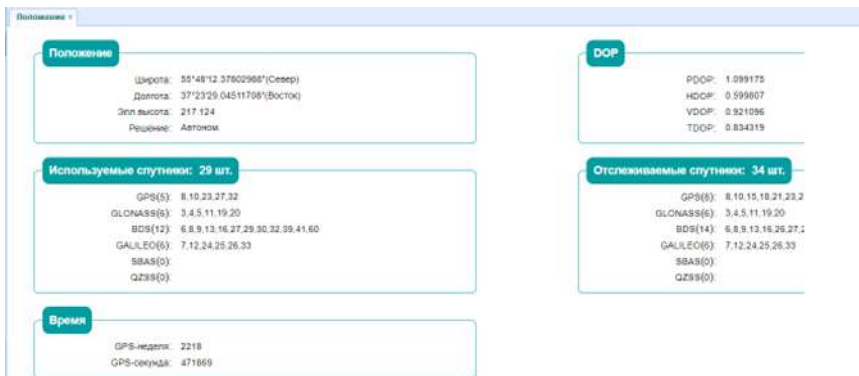 Положение ×
Положение
Широта: 55°48'12.37802988"(Север)
Долгота: 37°23'29.04511708"(Восток)
Элл.высота: 217.124
Решение: Автоном
DOP
PDOP: 1.099175
HDOP: 0.599807
VDOP: 0.921096
TDOP: 0.834319
Используемые спутники: 29 шт.
GPS(5): 8,10,23,27,32
GLONASS(6): 3,4,5,11,19,20
BDS(12): 6,8,9,13,16,27,29,30,32,39,41,60
GALILEO(6): 7,12,24,25,26,33
SBAS(0):
QZSS(0):
Отслеживаемые спутники: 34 шт.
GPS(8): 8,10,15,18,21,23,2
GLONASS(6): 3,4,5,11,19,20
BDS(14): 6,8,9,13,16,26,27,2
GALILEO(6): 7,12,24,25,26,33
SBAS(0):
QZSS(0):
Время
GPS-неделя: 2218
GPS-секунда: 471869